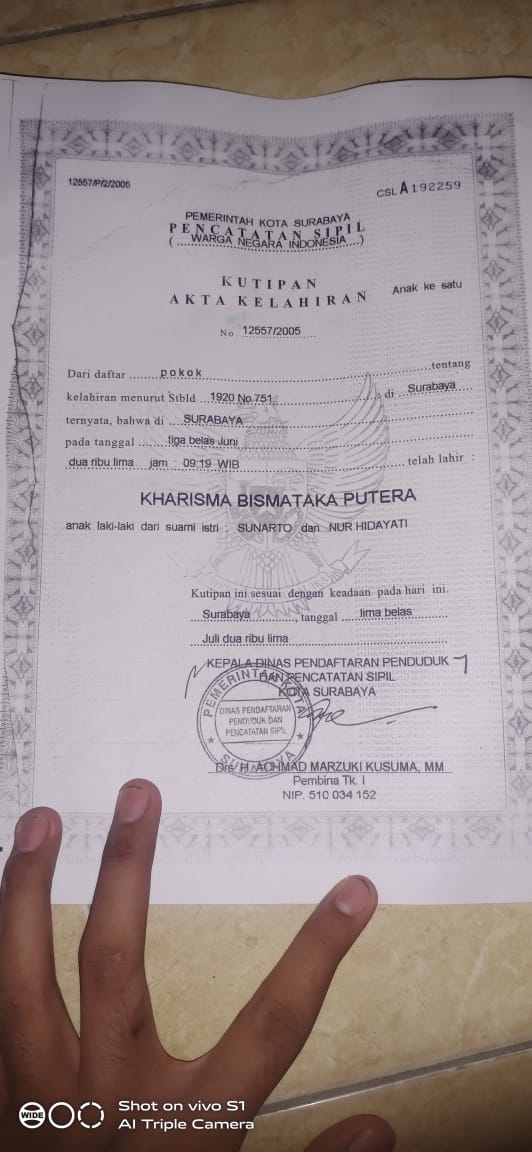 12557/P/2/2005
CSL A192259
PEMERINTAH KOTA SURABAYA
PENCATATAN SIPIL
(....WARGA NEGARA INDONESIA....)
KUTIPAN
AKTA KELAHIRAN
Anak ke satu
No. 12557/2005
Dari daftar pokok tentang
kelahiran menurut Stbld 1920 No.751 di Surabaya
ternyata, bahwa di SURABAYA
pada tanggal tiga belas Juni
dua ribu lima jam : 09.19 WIB telah lahir :
KHARISMA BISMATAKA PUTERA
anak laki-laki dari suami istri : SUNARTO dan NUR HIDAYATI
Kutipan ini sesuai dengan keadaan pada hari ini.
Surabaya, tanggal lima belas
Juli dua ribu lima
KEPALA DINAS PENDAFTARAN PENDUDUK
DAN PENCATATAN SIPIL
KOTA SURABAYA
PEMERINTAH KOTA
DINAS PENDAFTARAN
PENDUDUK DAN
PENCATATAN SIPIL
SURABAYA
Drs. H. ACHMAD MARZUKI KUSUMA, MM
Pembina Tk. I
NIP. 510 034 152
WIDE
Shot on vivo S1
AI Triple Camera